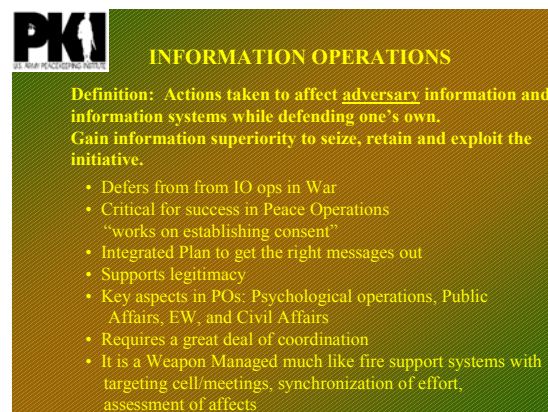 PKI
U.S. ARMY PEACEKEEPING INSTITUTE
INFORMATION OPERATIONS
Definition: Actions taken to affect adversary information and
information systems while defending one's own.
Gain information superiority to seize, retain and exploit the
initiative.
• Defers from from IO ops in War
• Critical for success in Peace Operations
“works on establishing consent”
• Integrated Plan to get the right messages out
• Supports legitimacy
• Key aspects in POs: Psychological operations, Public
Affairs, EW, and Civil Affairs
• Requires a great deal of coordination
• It is a Weapon Managed much like fire support systems with
targeting cell/meetings, synchronization of effort,
assessment of affects